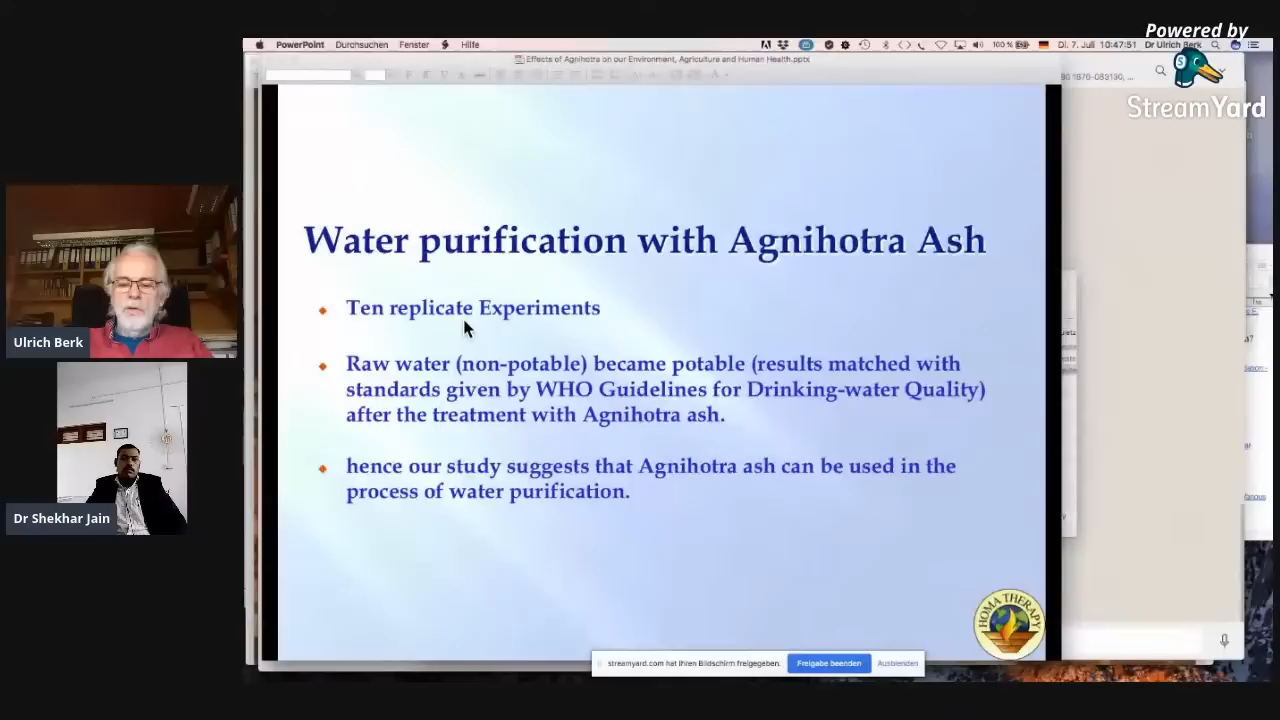 Powered by
StreamYard
PowerPoint Durchsuchen Fenster Hilfe
100 % Di. 7. Juli 10:47:51 Dr Ulrich Berk
Effects of Agnihotra on our Environment, Agriculture and Human Health.pptx
Water purification with Agnihotra Ash
Ten replicate Experiments
Raw water (non-potable) became potable (results matched with
standards given by WHO Guidelines for Drinking-water Quality)
after the treatment with Agnihotra ash.
hence our study suggests that Agnihotra ash can be used in the
process of water purification.
HOMA THERAPY
Ulrich Berk
Dr Shekhar Jain
streamyard.com hat Ihren Bildschirm freigegeben.
Freigabe beenden
Ausblenden